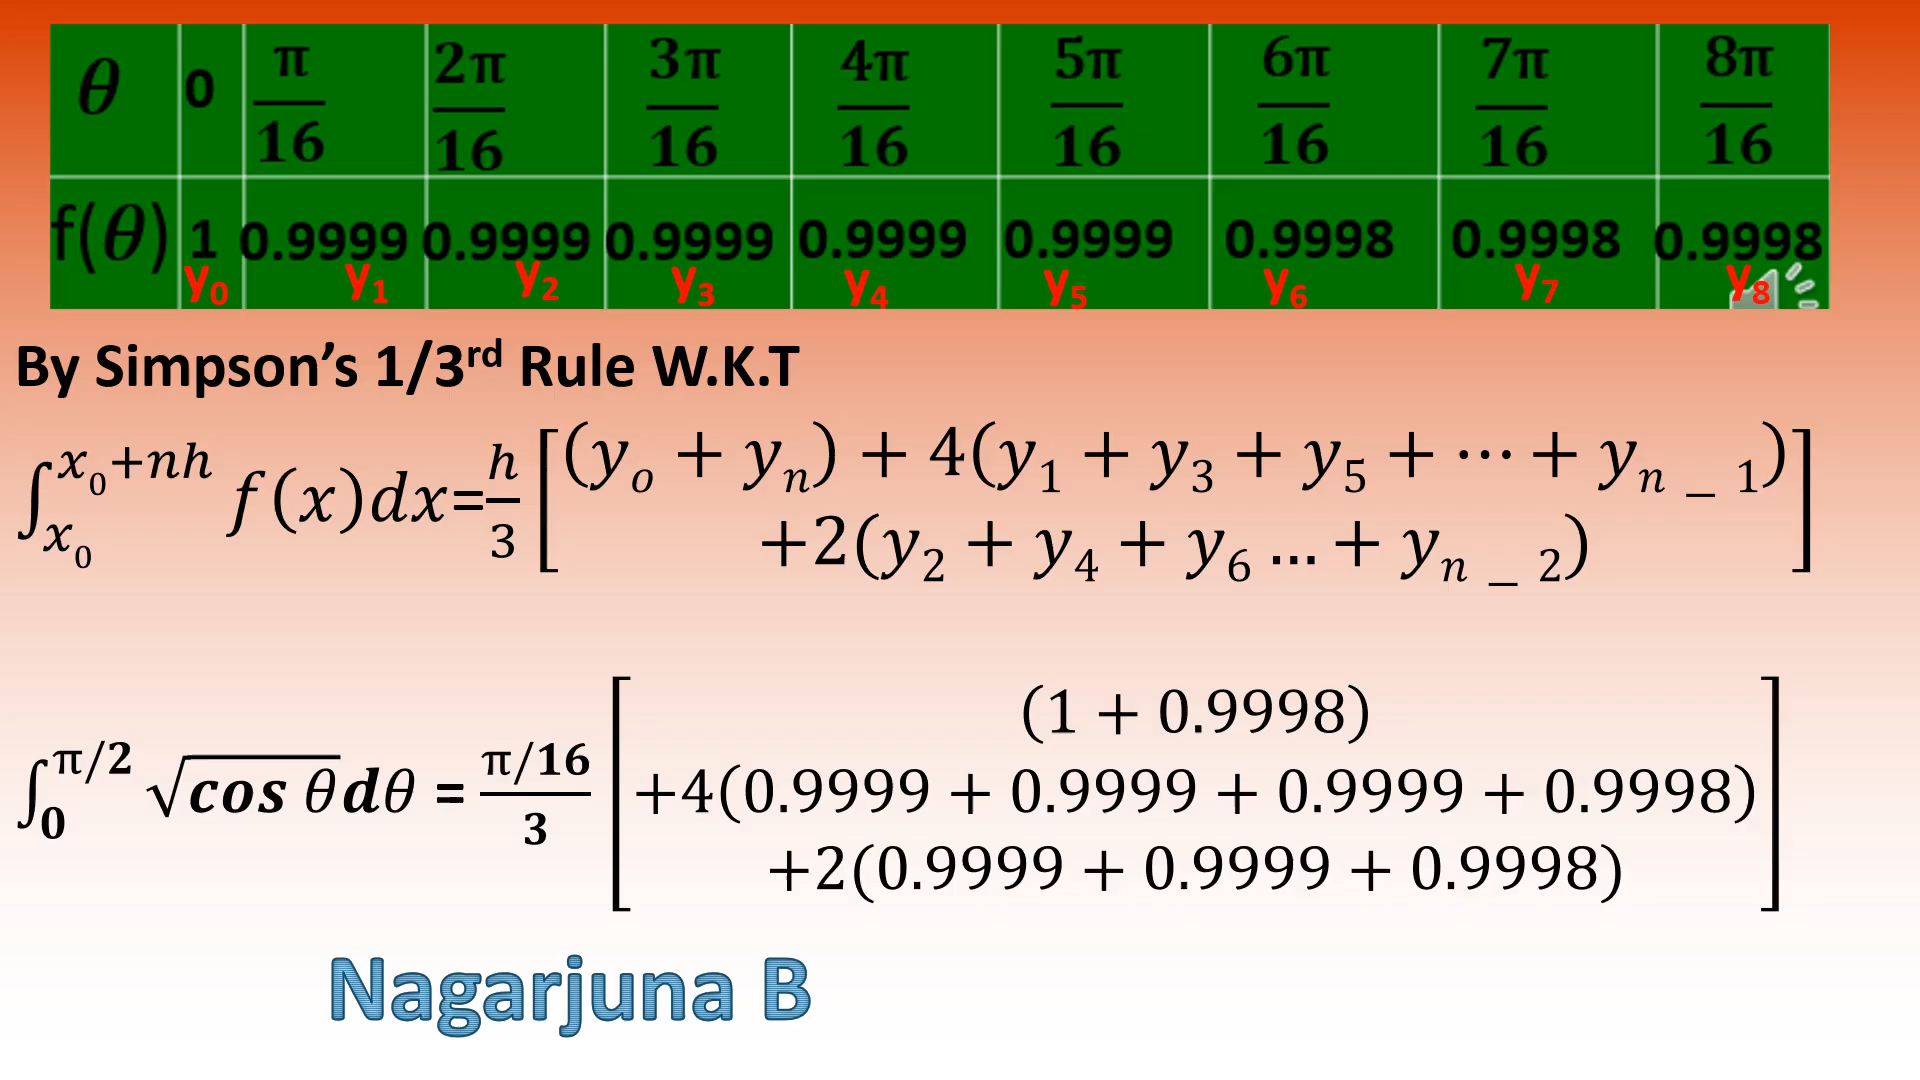 θ 0 π/16 2π/16 3π/16 4π/16 5π/16 6π/16 7π/16 8π/16
f(θ) 1 0.9999 0.9999 0.9999 0.9999 0.9999 0.9998 0.9998 0.9998
y₀ y₁ y₂ y₃ y₄ y₅ y₆ y₇ y₈
By Simpson’s 1/3ʳᵈ Rule W.K.T
∫_{x₀}^{x₀+nh} f(x)dx= h/3 [(yₒ + yₙ) + 4(y₁ + y₃ + y₅ + ⋯ + y_{n _ 1})
+2(y₂ + y₄ + y₆ … + y_{n _ 2})]
∫_{0}^{π/2} √cos θ dθ = (π/16)/3 [(1 + 0.9998)
+4(0.9999 + 0.9999 + 0.9999 + 0.9998)
+2(0.9999 + 0.9999 + 0.9998)]
Nagarjuna B